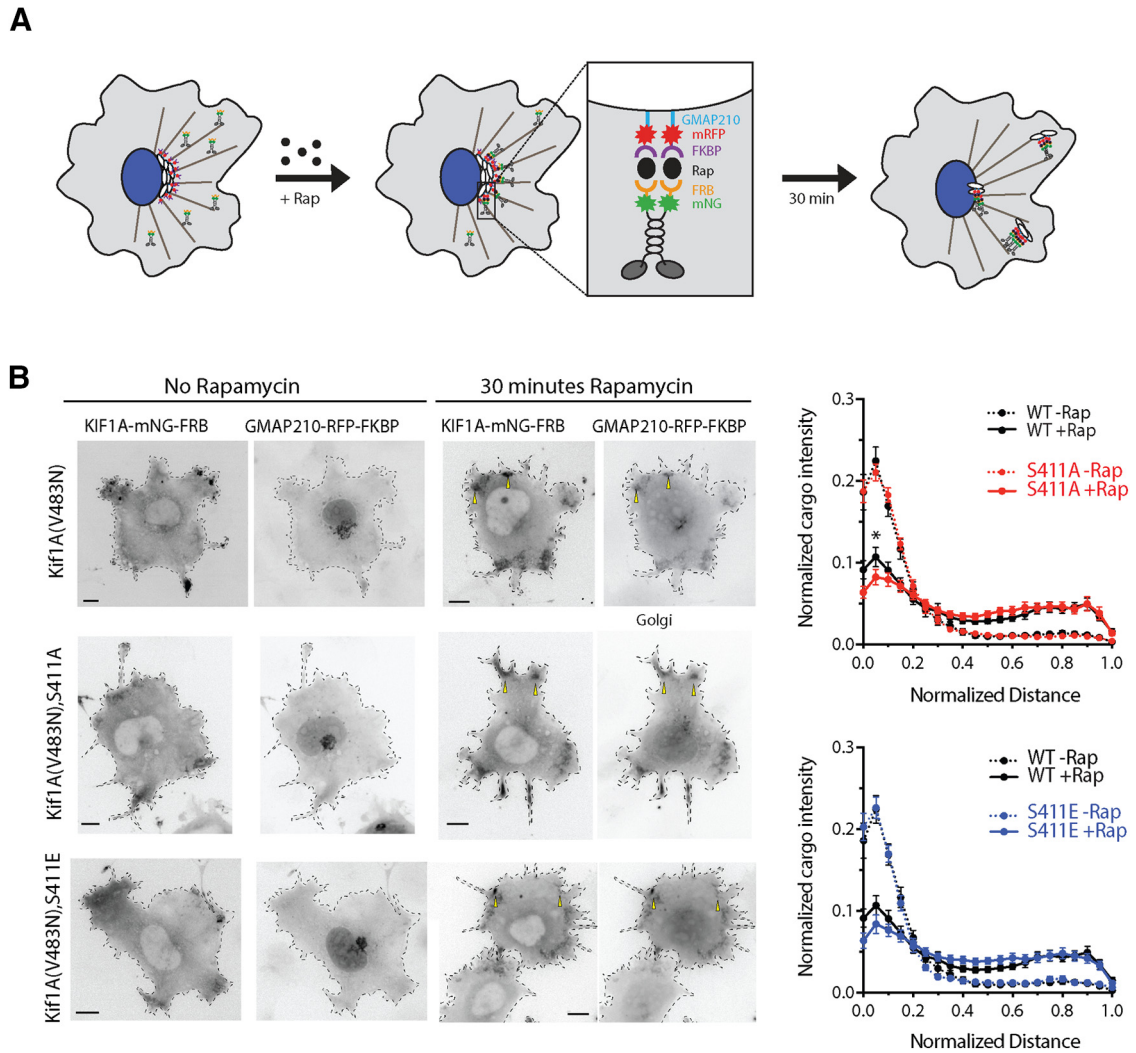 A
+ Rap
GMAP210
mRFP
FKBP
Rap
FRB
mNG
30 min
B
No Rapamycin
30 minutes Rapamycin
KIF1A-mNG-FRB
GMAP210-RFP-FKBP
KIF1A-mNG-FRB
GMAP210-RFP-FKBP
Kif1A(V483N)
Golgi
Kif1A(V483N),S411A
Kif1A(V483N),S411E
Normalized cargo intensity
0.3
0.2
0.1
0.0
WT -Rap
WT +Rap
S411A -Rap
S411A +Rap
*
0.0 0.2 0.4 0.6 0.8 1.0
Normalized Distance
Normalized cargo intensity
0.3
0.2
0.1
0.0
WT -Rap
WT +Rap
S411E -Rap
S411E +Rap
0.0 0.2 0.4 0.6 0.8 1.0
Normalized Distance